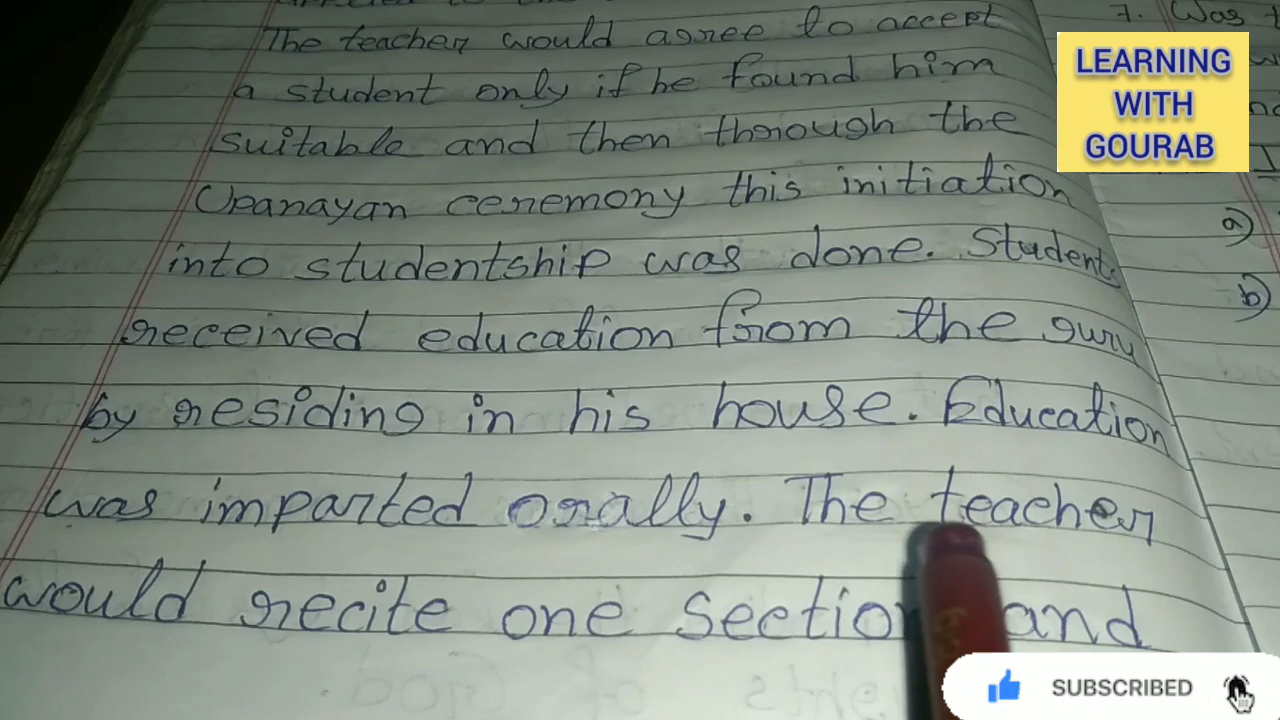 The teacher would agree to accept
a student only if he found him
suitable and then through the
Upanayan ceremony this initiation
into studentship was done. Students
received education from the guru
by residing in his house. Education
was imparted orally. The teacher
would recite one section and
7. Was
a)
b)
LEARNING
WITH
GOURAB
SUBSCRIBED